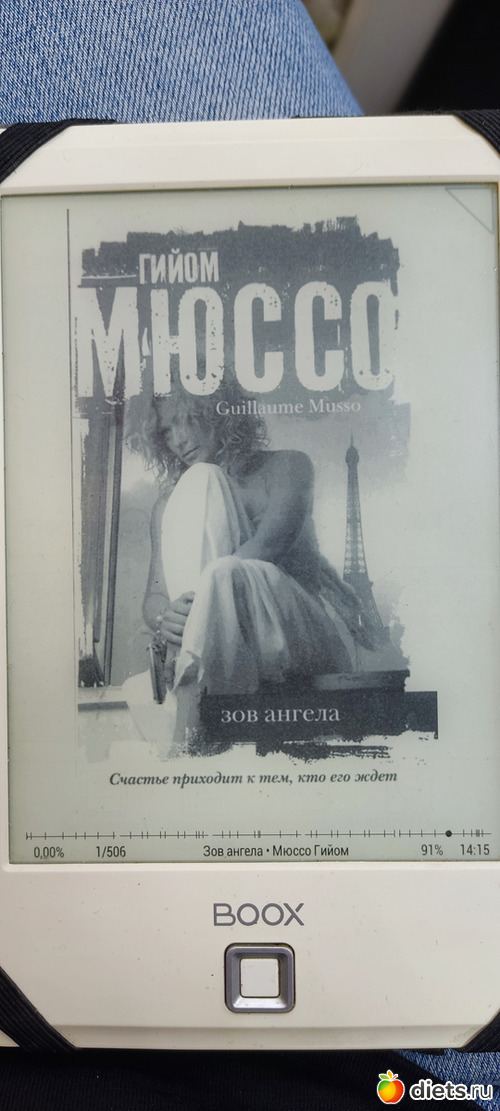 ГИЙОМ
МЮССО
Guillaume Musso
зов ангела
Счастье приходит к тем, кто его ждет
0,00% 1/506 Зов ангела • Мюссо Гийом 91% 14:15
BOOX
diets.ru